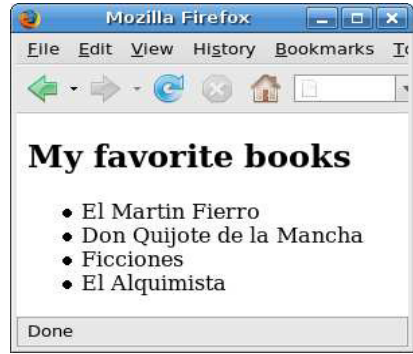 Mozilla Firefox
File Edit View History Bookmarks
My favorite books
El Martin Fierro
Don Quijote de la Mancha
Ficciones
El Alquimista
Done